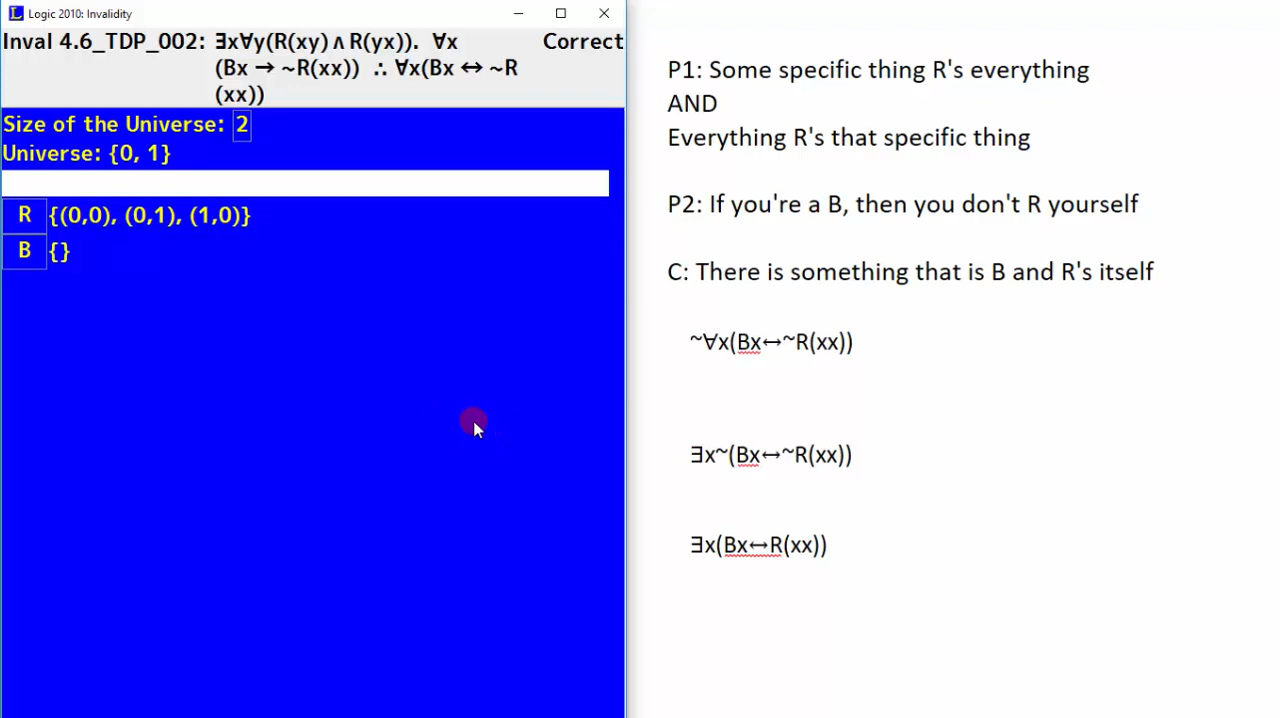 Logic 2010: Invalidity
Inval 4.6_TDP_002: ∃x∀y(R(xy)∧R(yx)). ∀x Correct
(Bx → ~R(xx)) ∴ ∀x(Bx ↔ ~R
(xx))
Size of the Universe: 2
Universe: {0, 1}
R {(0,0), (0,1), (1,0)}
B {}
P1: Some specific thing R's everything
AND
Everything R's that specific thing
P2: If you're a B, then you don't R yourself
C: There is something that is B and R's itself
~∀x(Bx↔~R(xx))
∃x~(Bx↔~R(xx))
∃x(Bx↔R(xx))